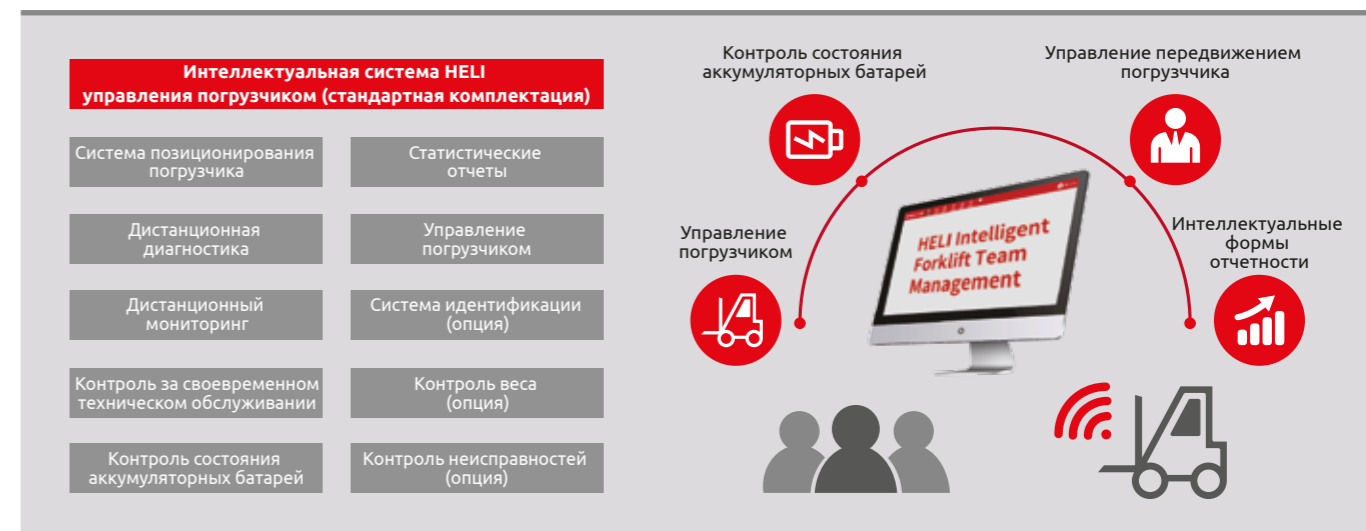 Интеллектуальная система HELI
управления погрузчиком (стандартная комплектация)
Система позиционирования
погрузчика
Статистические
отчеты
Дистанционная
диагностика
Управление
погрузчиком
Дистанционный
мониторинг
Система идентификации
(опция)
Контроль за своевременном
техническом обслуживании
Контроль веса
(опция)
Контроль состояния
аккумуляторных батарей
Контроль неисправностей
(опция)
Контроль состояния
аккумуляторных батарей
Управление передвижением
погрузччика
Управление
погрузчиком
HELI Intelligent
Forklift Team
Management
Интеллектуальные
формы
отчетности